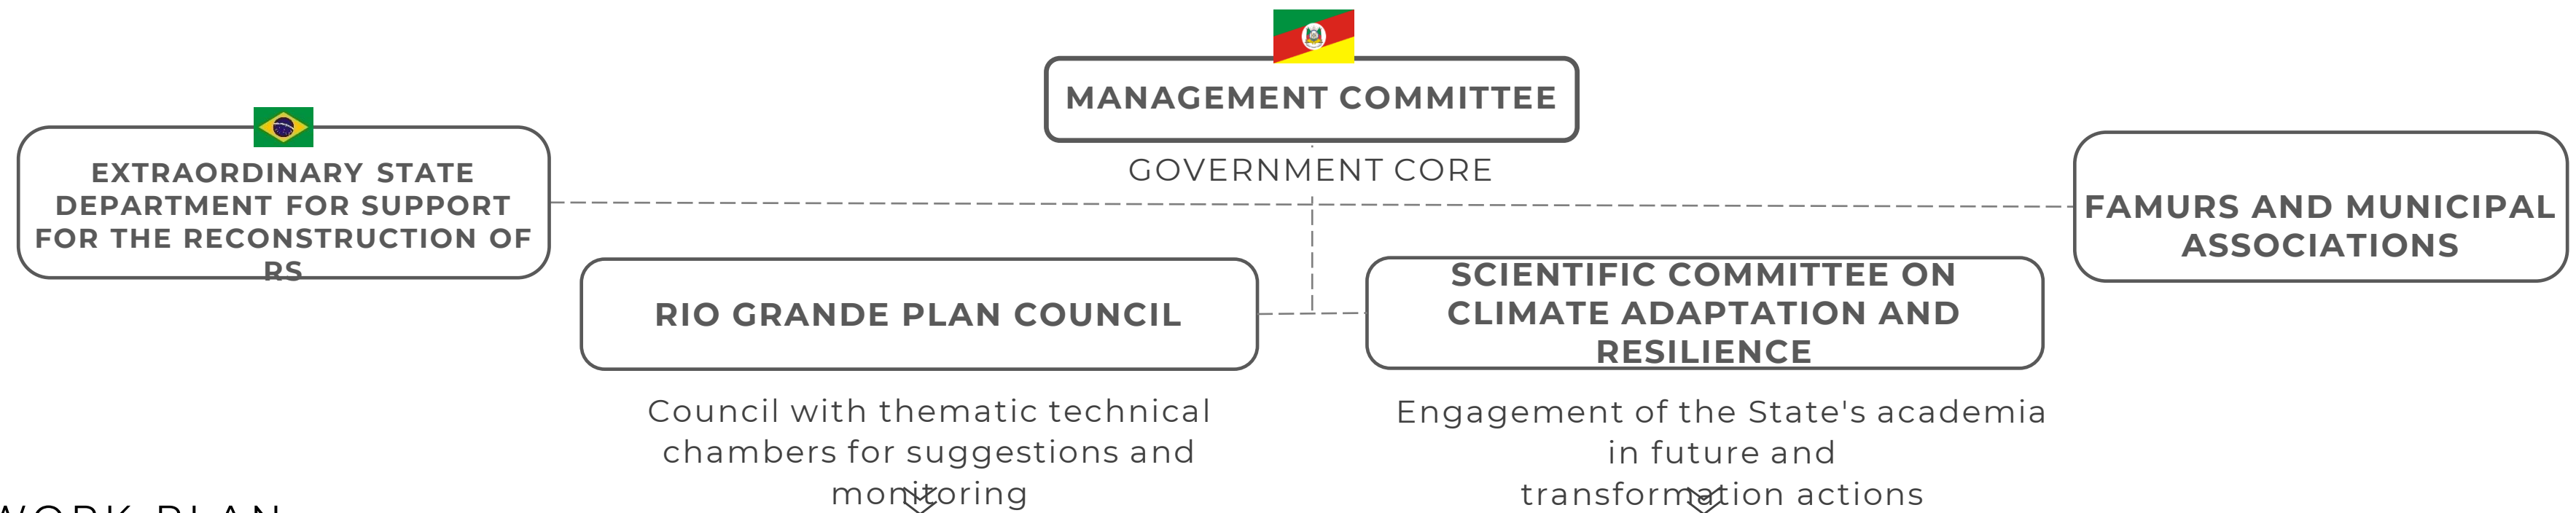 MANAGEMENT COMMITTEE
GOVERNMENT CORE
EXTRAORDINARY STATE
DEPARTMENT FOR SUPPORT
FOR THE RECONSTRUCTION OF
RS
FAMURS AND MUNICIPAL
ASSOCIATIONS
RIO GRANDE PLAN COUNCIL
Council with thematic technical
chambers for suggestions and
monitoring
SCIENTIFIC COMMITTEE ON
CLIMATE ADAPTATION AND
RESILIENCE
Engagement of the State's academia
in future and
transformation actions
WORK PLAN